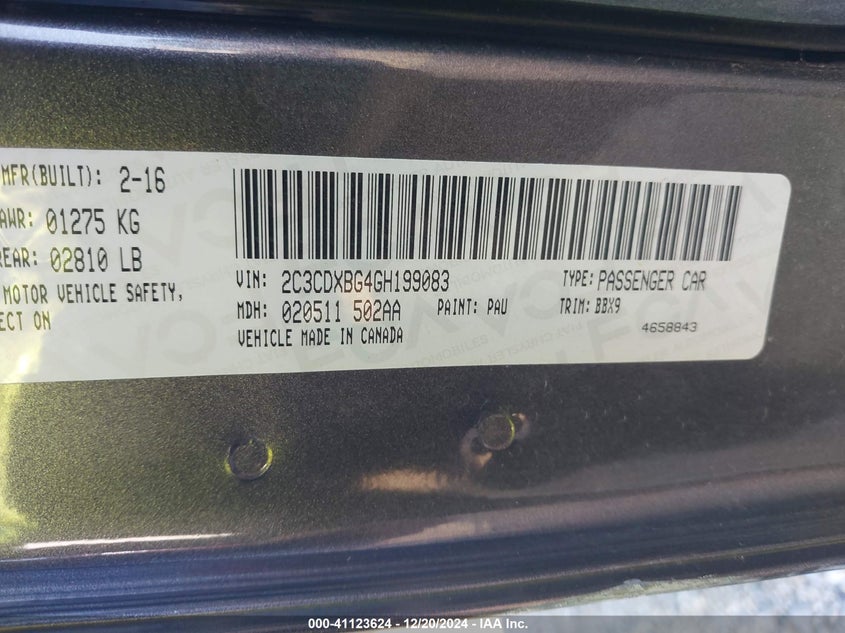 MFR(BUILT): 2-16
AWR: 01275 KG
REAR: 02810 LB
MOTOR VEHICLE SAFETY,
ECT ON
VIN: 2C3CDXBG4GH199083 TYPE: PASSENGER CAR
MDH: 020511 502AA PAINT: PAU TRIM: BBX9
VEHICLE MADE IN CANADA 4658843
000-41123624 - 12/20/2024 - IAA Inc.